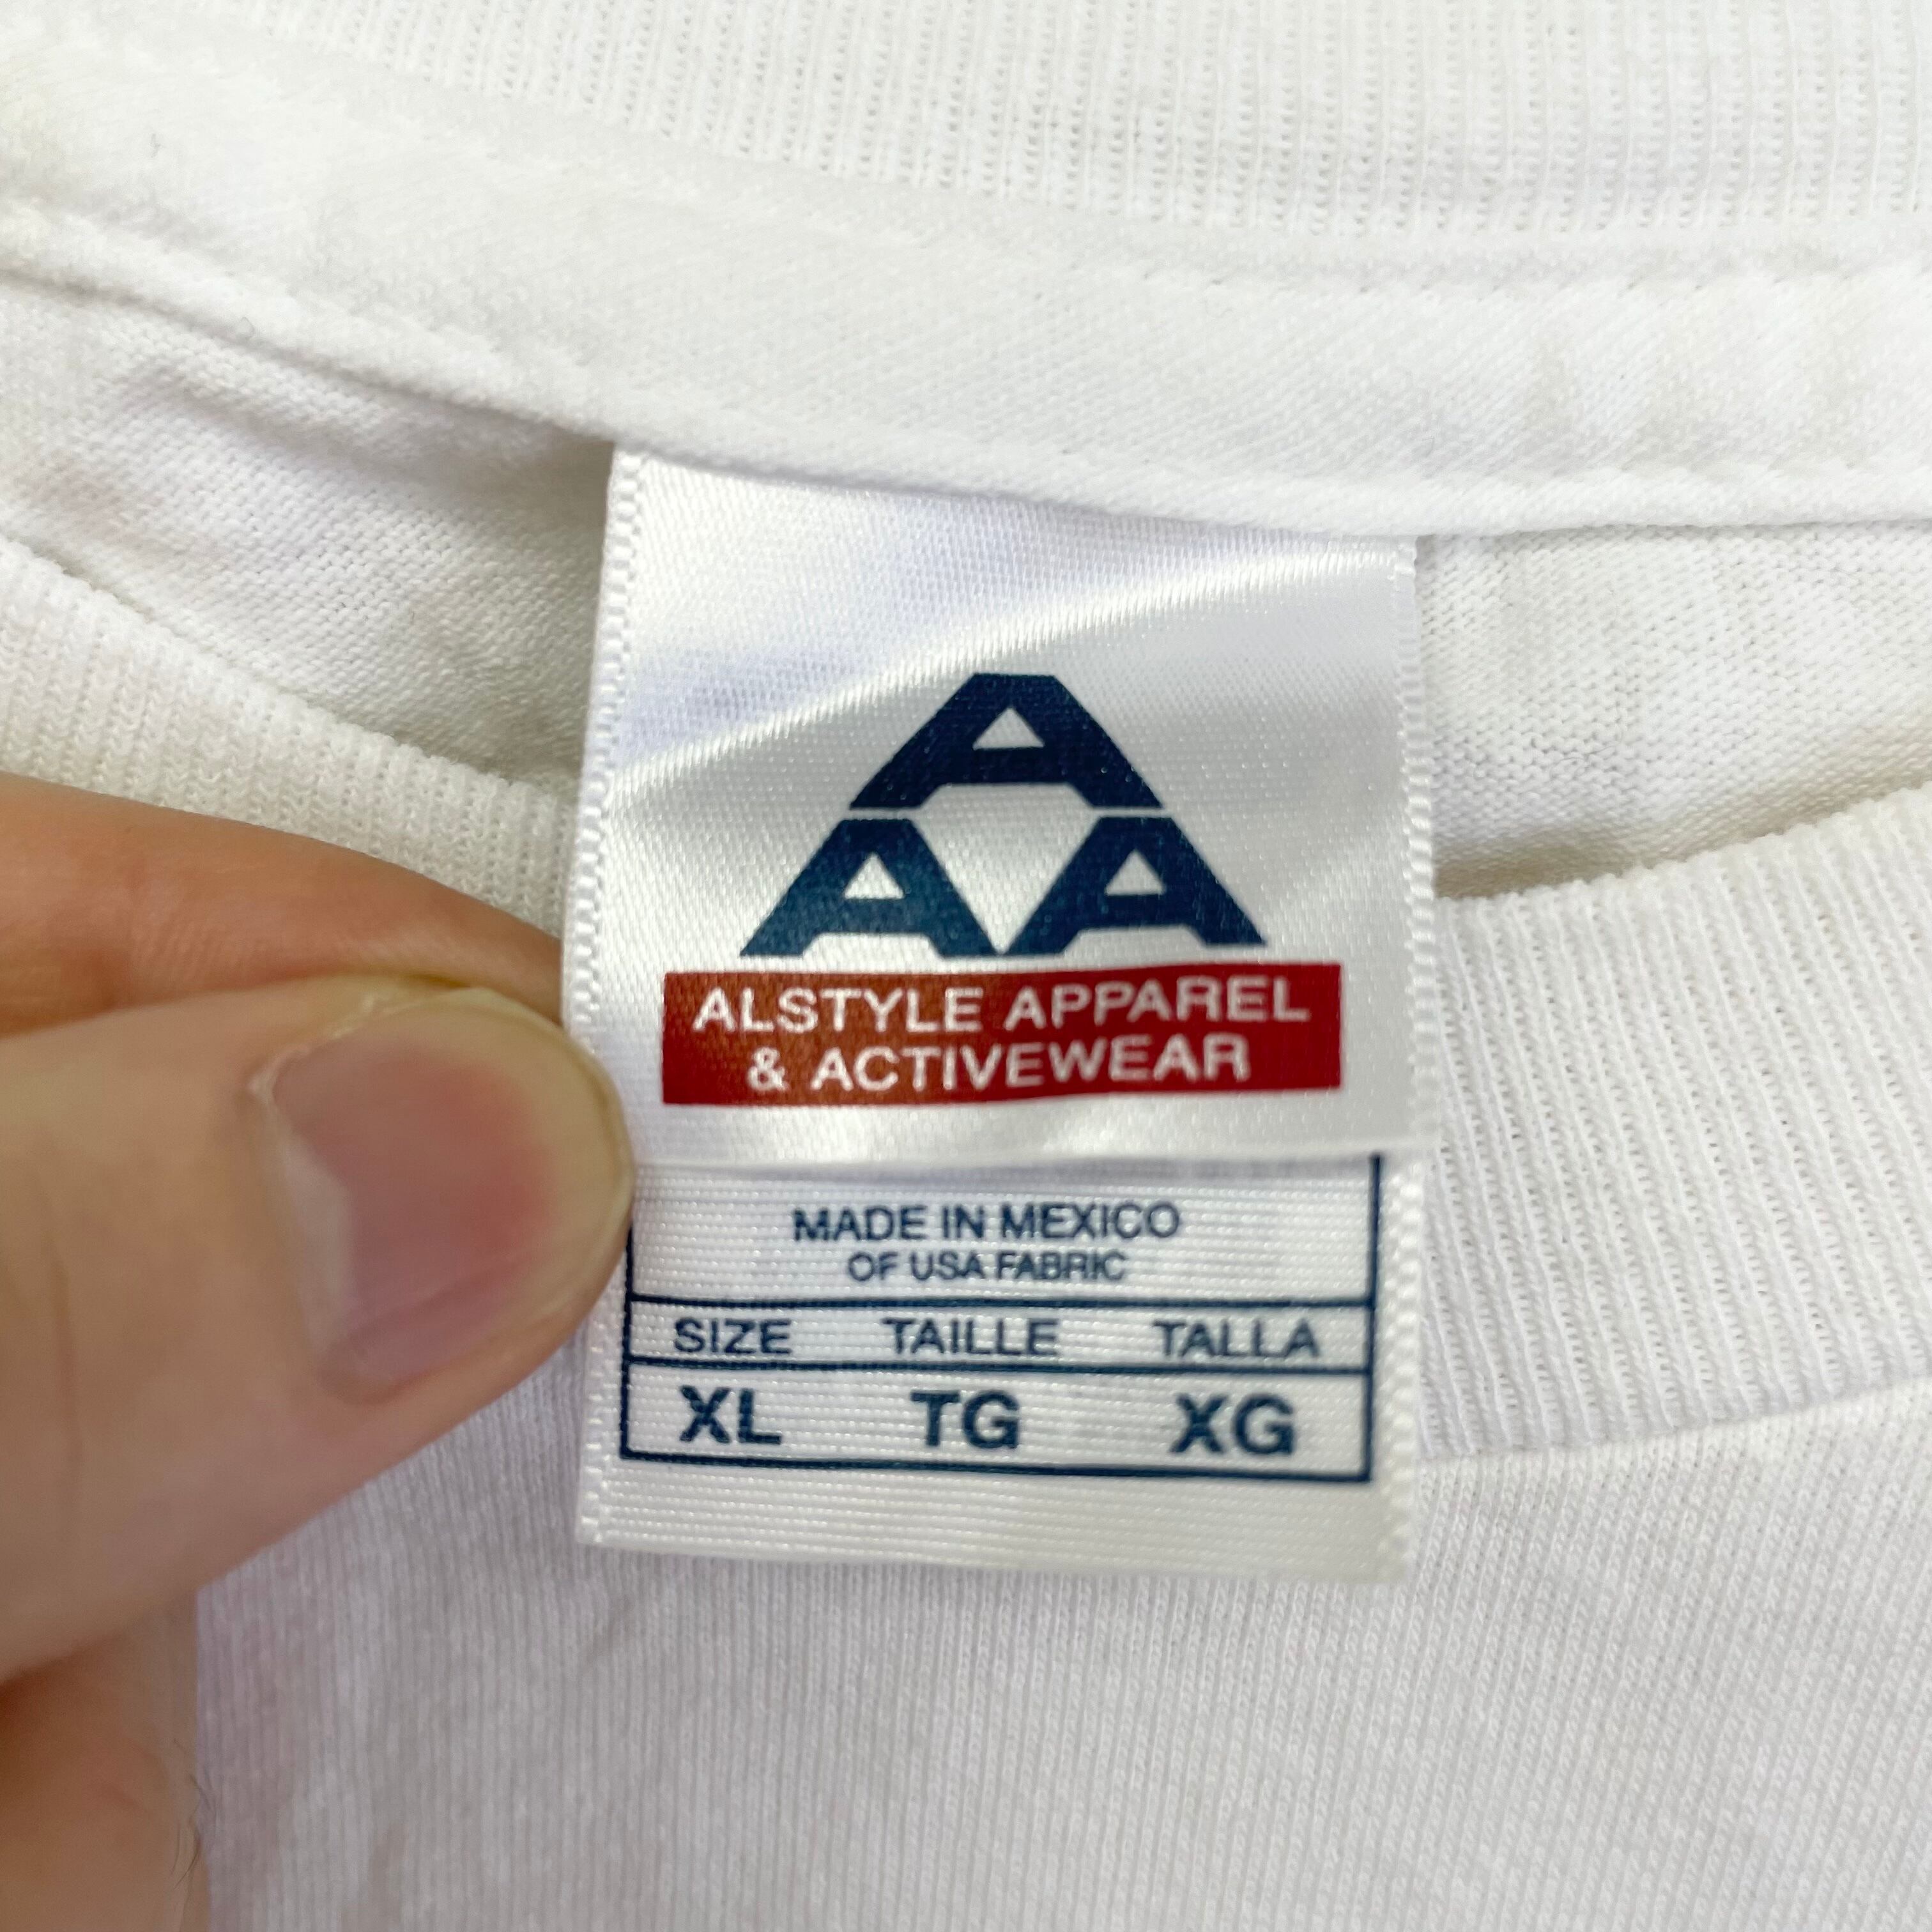 A
A A
ALSTYLE APPAREL
& ACTIVEWEAR
MADE IN MEXICO
OF USA FABRIC
SIZE TAILLE TALLA
XL TG XG